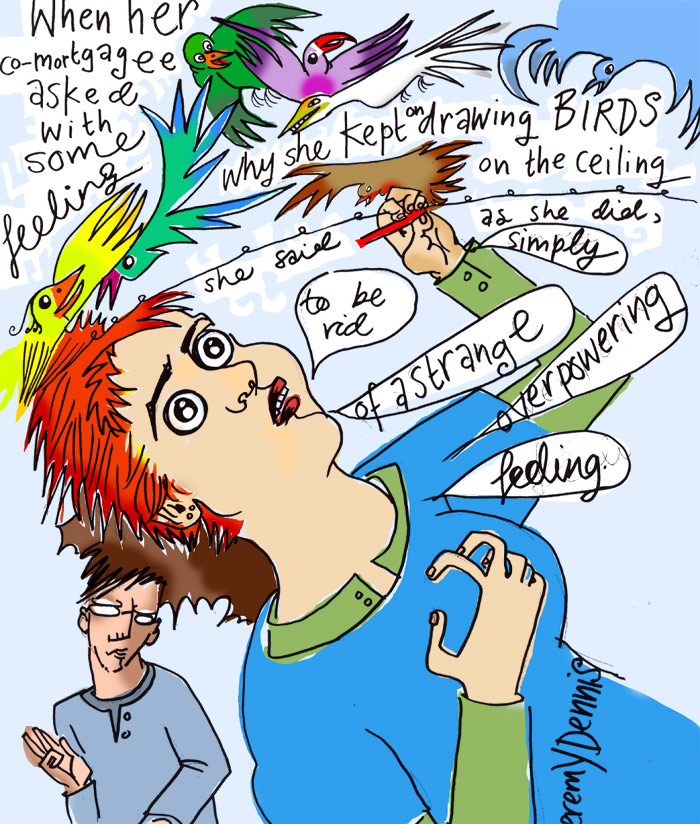 When her
co-mortgagee
asked
with
some
feeling
why she kept on drawing BIRDS
on the ceiling
she said
as she did,
simply
to be
rid
of a strange
overpowering
feeling.
JeremyDennis